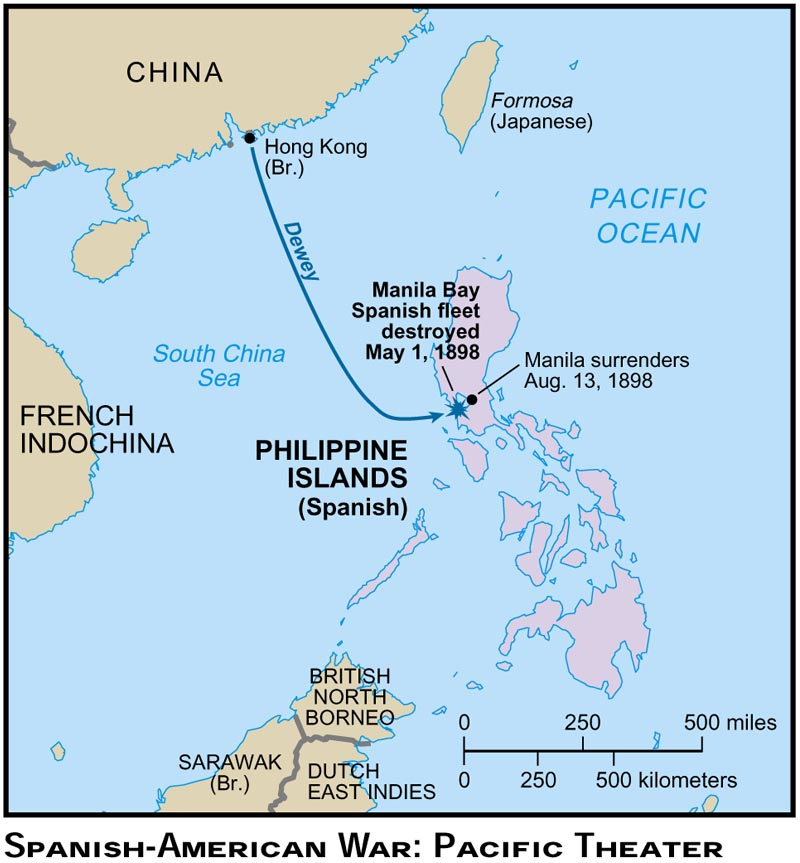 CHINA
Formosa
(Japanese)
Hong Kong
(Br.)
PACIFIC
OCEAN
Dewey
Manila Bay
Spanish fleet
destroyed
May 1, 1898
South China
Sea
Manila surrenders
Aug. 13, 1898
FRENCH
INDOCHINA
PHILIPPINE
ISLANDS
(Spanish)
BRITISH
NORTH
BORNEO
SARAWAK
(Br.)
DUTCH
EAST INDIES
0 250 500 miles
0 250 500 kilometers
SPANISH-AMERICAN WAR: PACIFIC THEATER